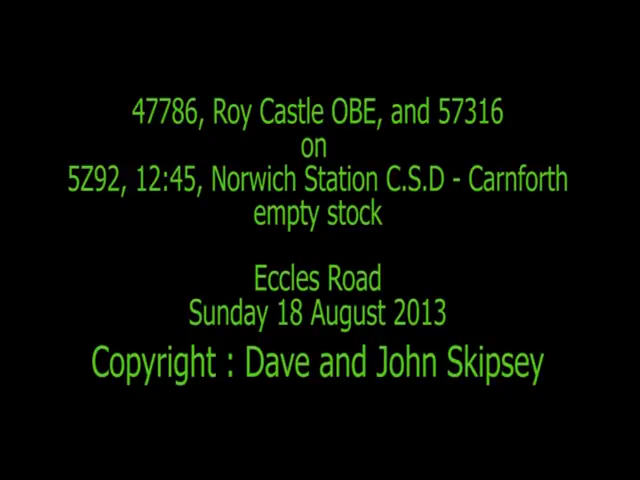 47786, Roy Castle OBE, and 57316
on
5Z92, 12:45, Norwich Station C.S.D - Carnforth
empty stock
Eccles Road
Sunday 18 August 2013
Copyright : Dave and John Skipsey